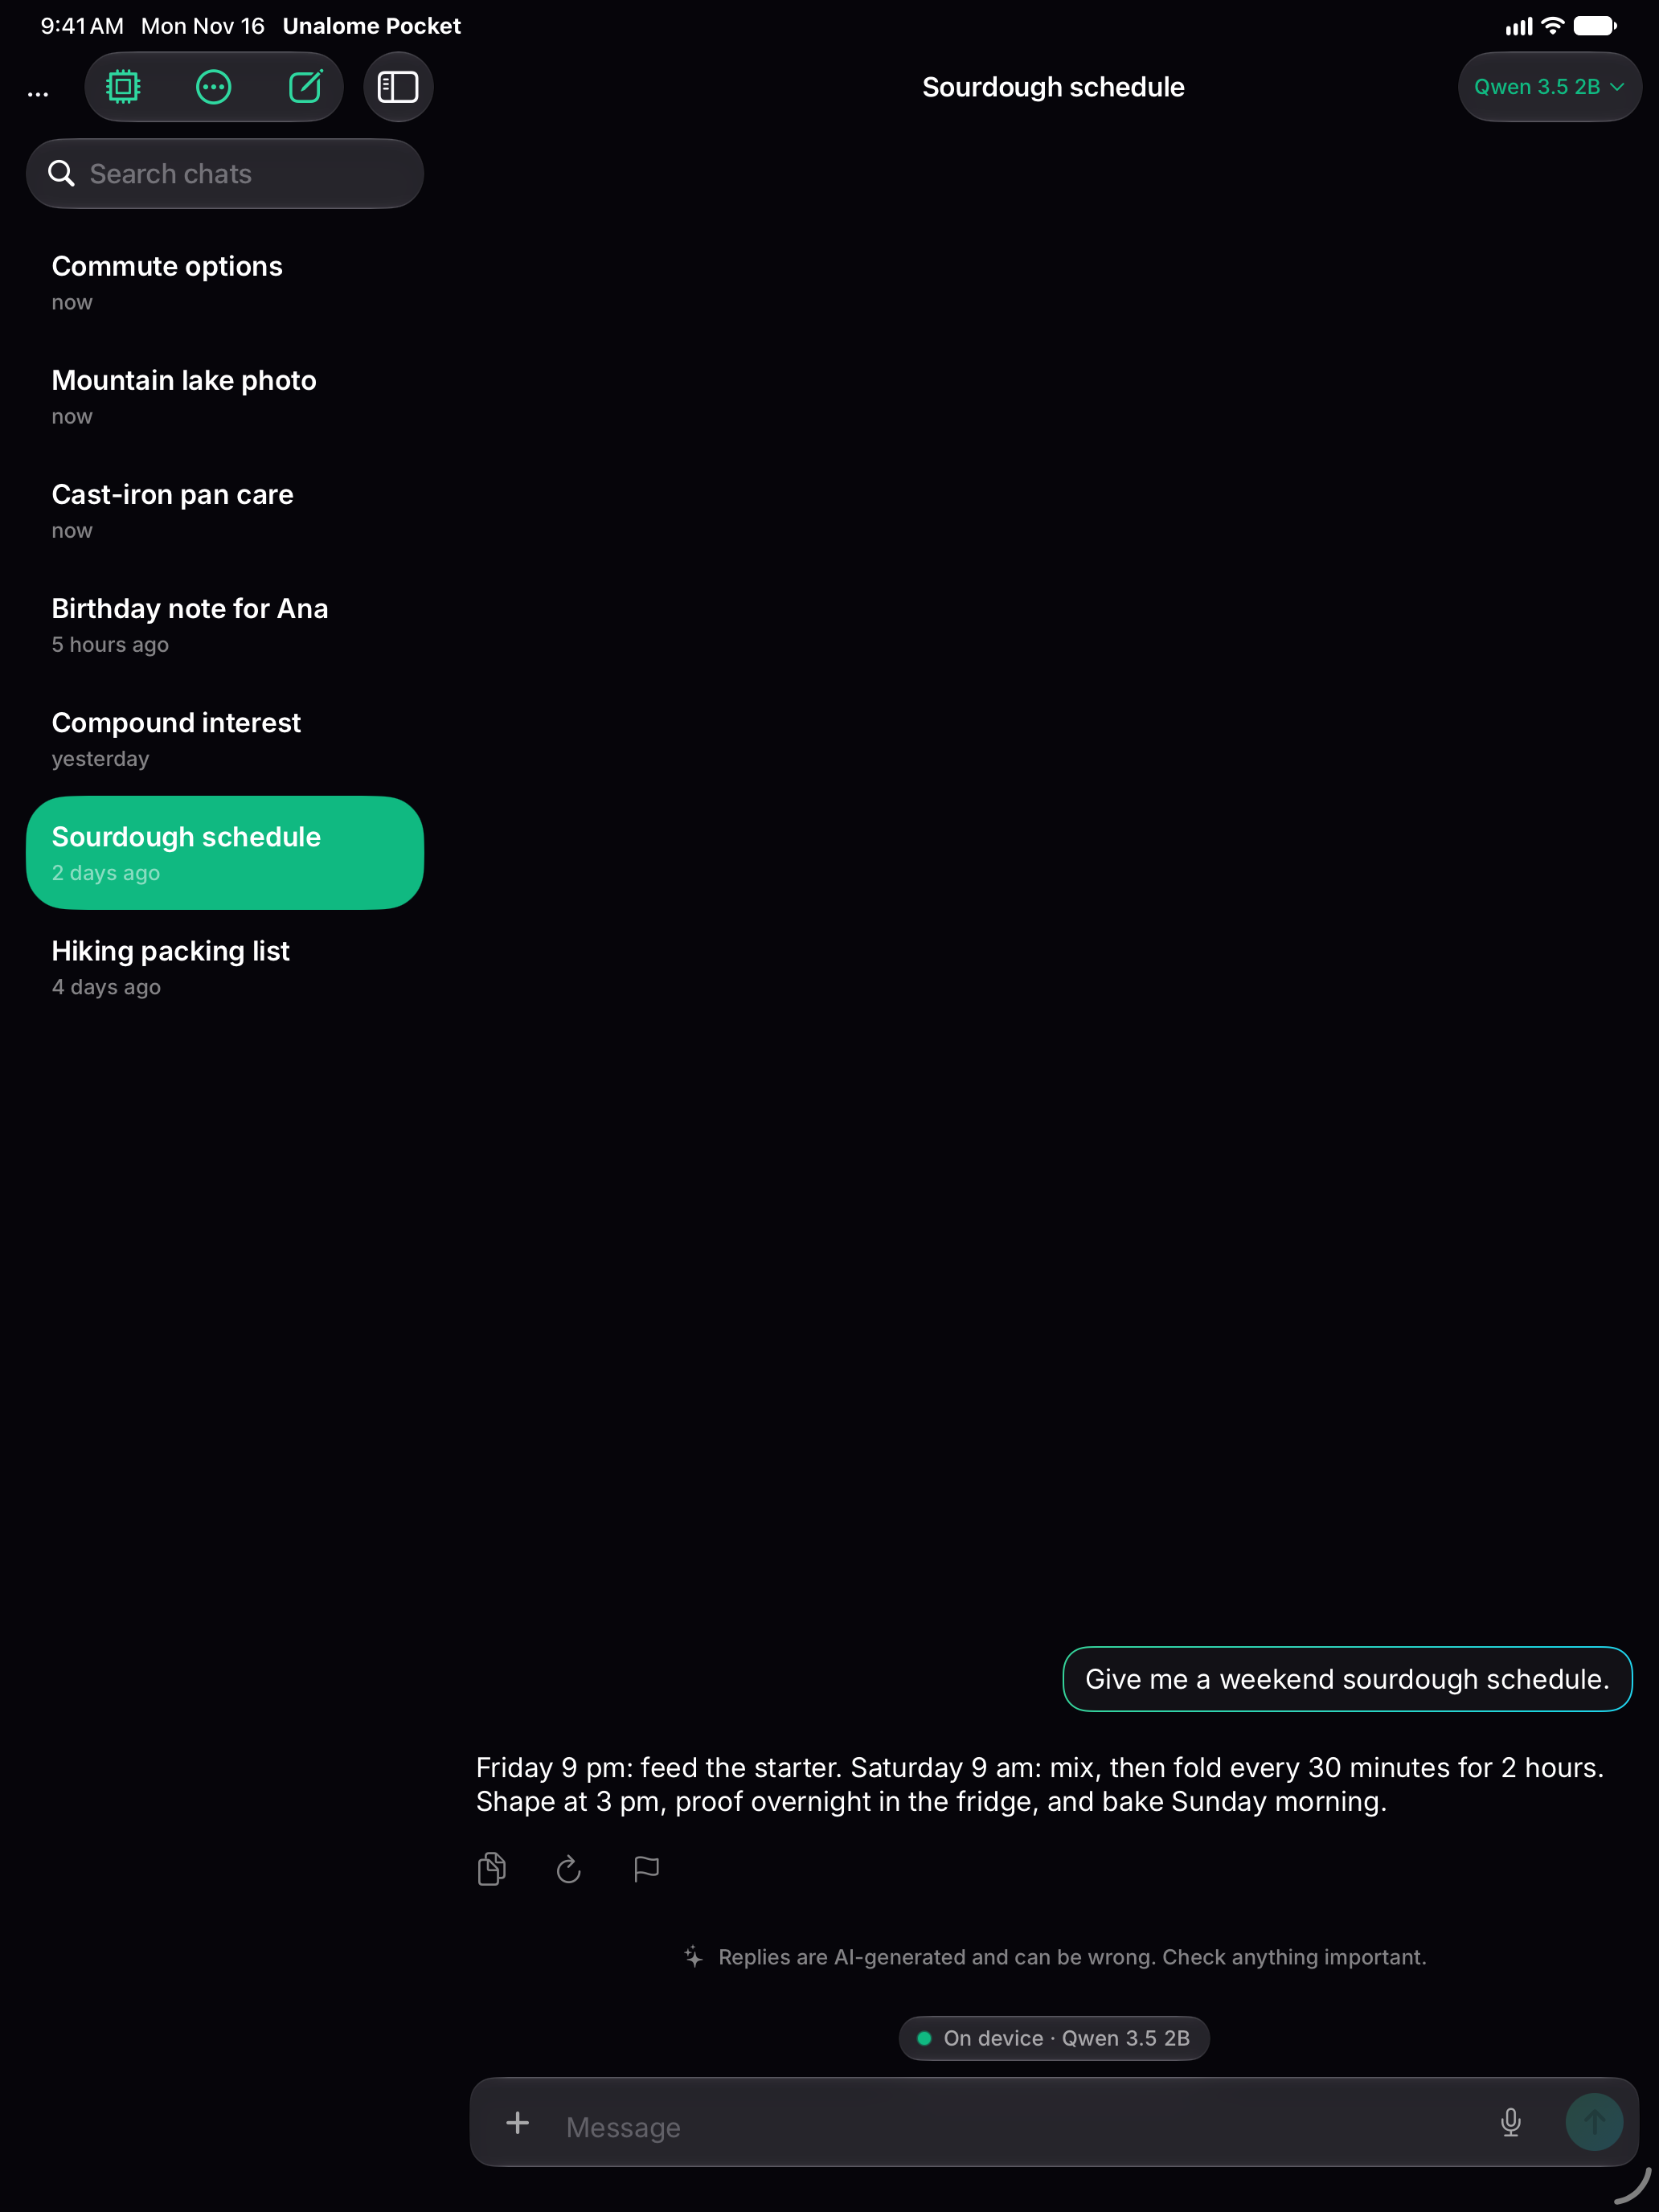 9:41 AM Mon Nov 16 Unalome Pocket
...
Sourdough schedule
Qwen 3.5 2B
Search chats
Commute options
now
Mountain lake photo
now
Cast-iron pan care
now
Birthday note for Ana
5 hours ago
Compound interest
yesterday
Sourdough schedule
2 days ago
Hiking packing list
4 days ago
Give me a weekend sourdough schedule.
Friday 9 pm: feed the starter. Saturday 9 am: mix, then fold every 30 minutes for 2 hours.
Shape at 3 pm, proof overnight in the fridge, and bake Sunday morning.
Replies are AI-generated and can be wrong. Check anything important.
On device · Qwen 3.5 2B
Message